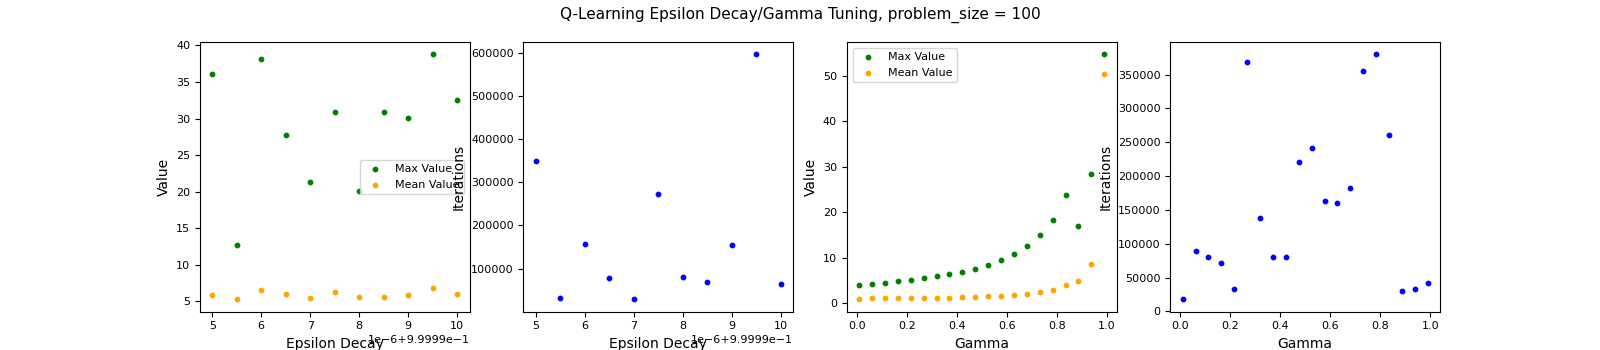 Q-Learning Epsilon Decay/Gamma Tuning, problem_size = 100
Value
40
35
30
25
20
15
10
5
Max Value
Mean Value
5 6 7 8 9 10
1e−6+9.9999e−1
Epsilon Decay
Iterations
600000
500000
400000
300000
200000
100000
5 6 7 8 9 10
1e−6+9.9999e−1
Epsilon Decay
Value
50
40
30
20
10
0
Max Value
Mean Value
0.0 0.2 0.4 0.6 0.8 1.0
Gamma
Iterations
350000
300000
250000
200000
150000
100000
50000
0
0.0 0.2 0.4 0.6 0.8 1.0
Gamma